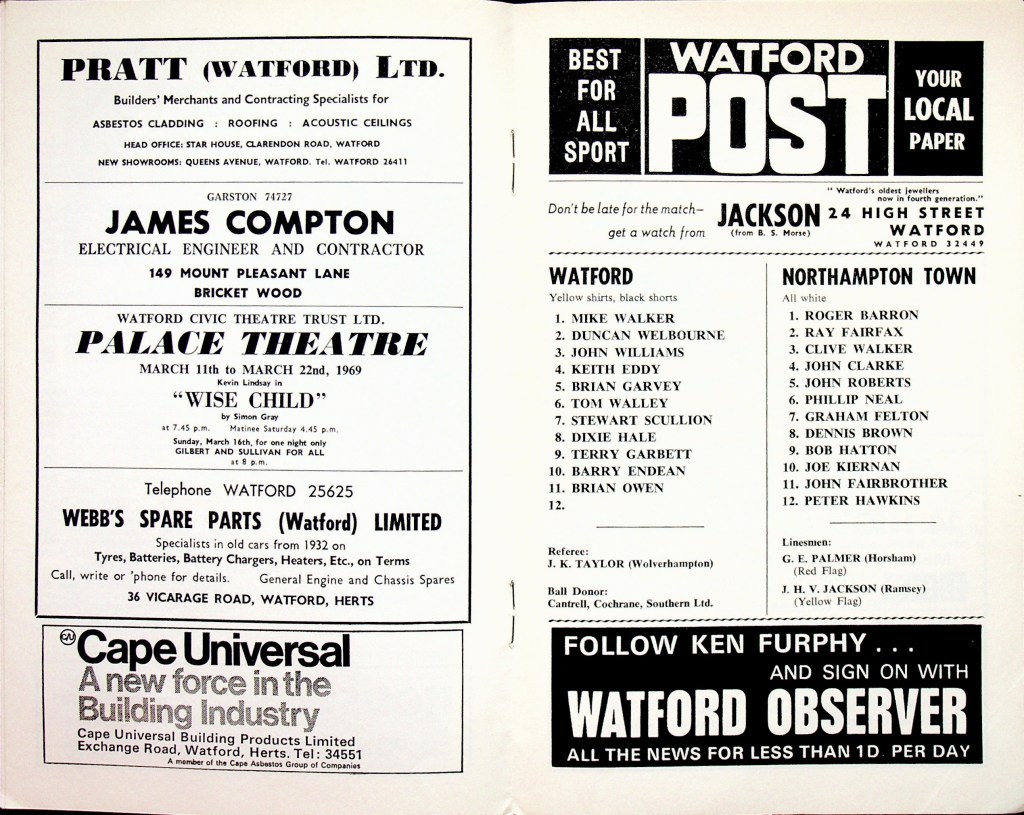 PRATT (WATFORD) LTD.
Builders' Merchants and Contracting Specialists for
ASBESTOS CLADDING : ROOFING : ACOUSTIC CEILINGS
HEAD OFFICE: STAR HOUSE, CLARENDON ROAD, WATFORD
NEW SHOWROOMS: QUEENS AVENUE, WATFORD. Tel. WATFORD 26411
GARSTON 74727
JAMES COMPTON
ELECTRICAL ENGINEER AND CONTRACTOR
149 MOUNT PLEASANT LANE
BRICKET WOOD
WATFORD CIVIC THEATRE TRUST LTD.
PALACE THEATRE
MARCH 11th to MARCH 22nd, 1969
Kevin Lindsay in
"WISE CHILD"
by Simon Gray
at 7.45 p.m. Matinee Saturday 4.45 p.m.
Sunday, March 16th, for one night only
GILBERT AND SULLIVAN FOR ALL
at 8 p.m.
Telephone WATFORD 25625
WEBB'S SPARE PARTS (Watford) LIMITED
Specialists in old cars from 1932 on
Tyres, Batteries, Battery Chargers, Heaters, Etc., on Terms
Call, write or 'phone for details. General Engine and Chassis Spares
36 VICARAGE ROAD, WATFORD, HERTS
C/U
Cape Universal
A new force in the
Building Industry
Cape Universal Building Products Limited
Exchange Road, Watford, Herts. Tel: 34551
A member of the Cape Asbestos Group of Companies
BEST
FOR
ALL
SPORT
WATFORD
POST
YOUR
LOCAL
PAPER
Don't be late for the match—
get a watch from
JACKSON
(from B. S. Morse)
" Watford's oldest jewellers
now in fourth generation."
24 HIGH STREET
WATFORD
WATFORD 32449
WATFORD
Yellow shirts, black shorts
1. MIKE WALKER
2. DUNCAN WELBOURNE
3. JOHN WILLIAMS
4. KEITH EDDY
5. BRIAN GARVEY
6. TOM WALLEY
7. STEWART SCULLION
8. DIXIE HALE
9. TERRY GARBETT
10. BARRY ENDEAN
11. BRIAN OWEN
12.
Referee:
J. K. TAYLOR (Wolverhampton)
Ball Donor:
Cantrell, Cochrane, Southern Ltd.
NORTHAMPTON TOWN
All white
1. ROGER BARRON
2. RAY FAIRFAX
3. CLIVE WALKER
4. JOHN CLARKE
5. JOHN ROBERTS
6. PHILLIP NEAL
7. GRAHAM FELTON
8. DENNIS BROWN
9. BOB HATTON
10. JOE KIERNAN
11. JOHN FAIRBROTHER
12. PETER HAWKINS
Linesmen:
G. E. PALMER (Horsham)
(Red Flag)
J. H. V. JACKSON (Ramsey)
(Yellow Flag)
FOLLOW KEN FURPHY . . .
AND SIGN ON WITH
WATFORD OBSERVER
ALL THE NEWS FOR LESS THAN 1D. PER DAY